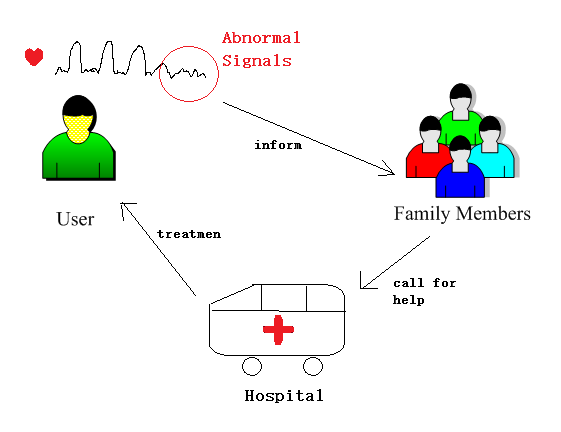 Abnormal
Signals
inform
User
Family Members
treatmen
call for
help
Hospital